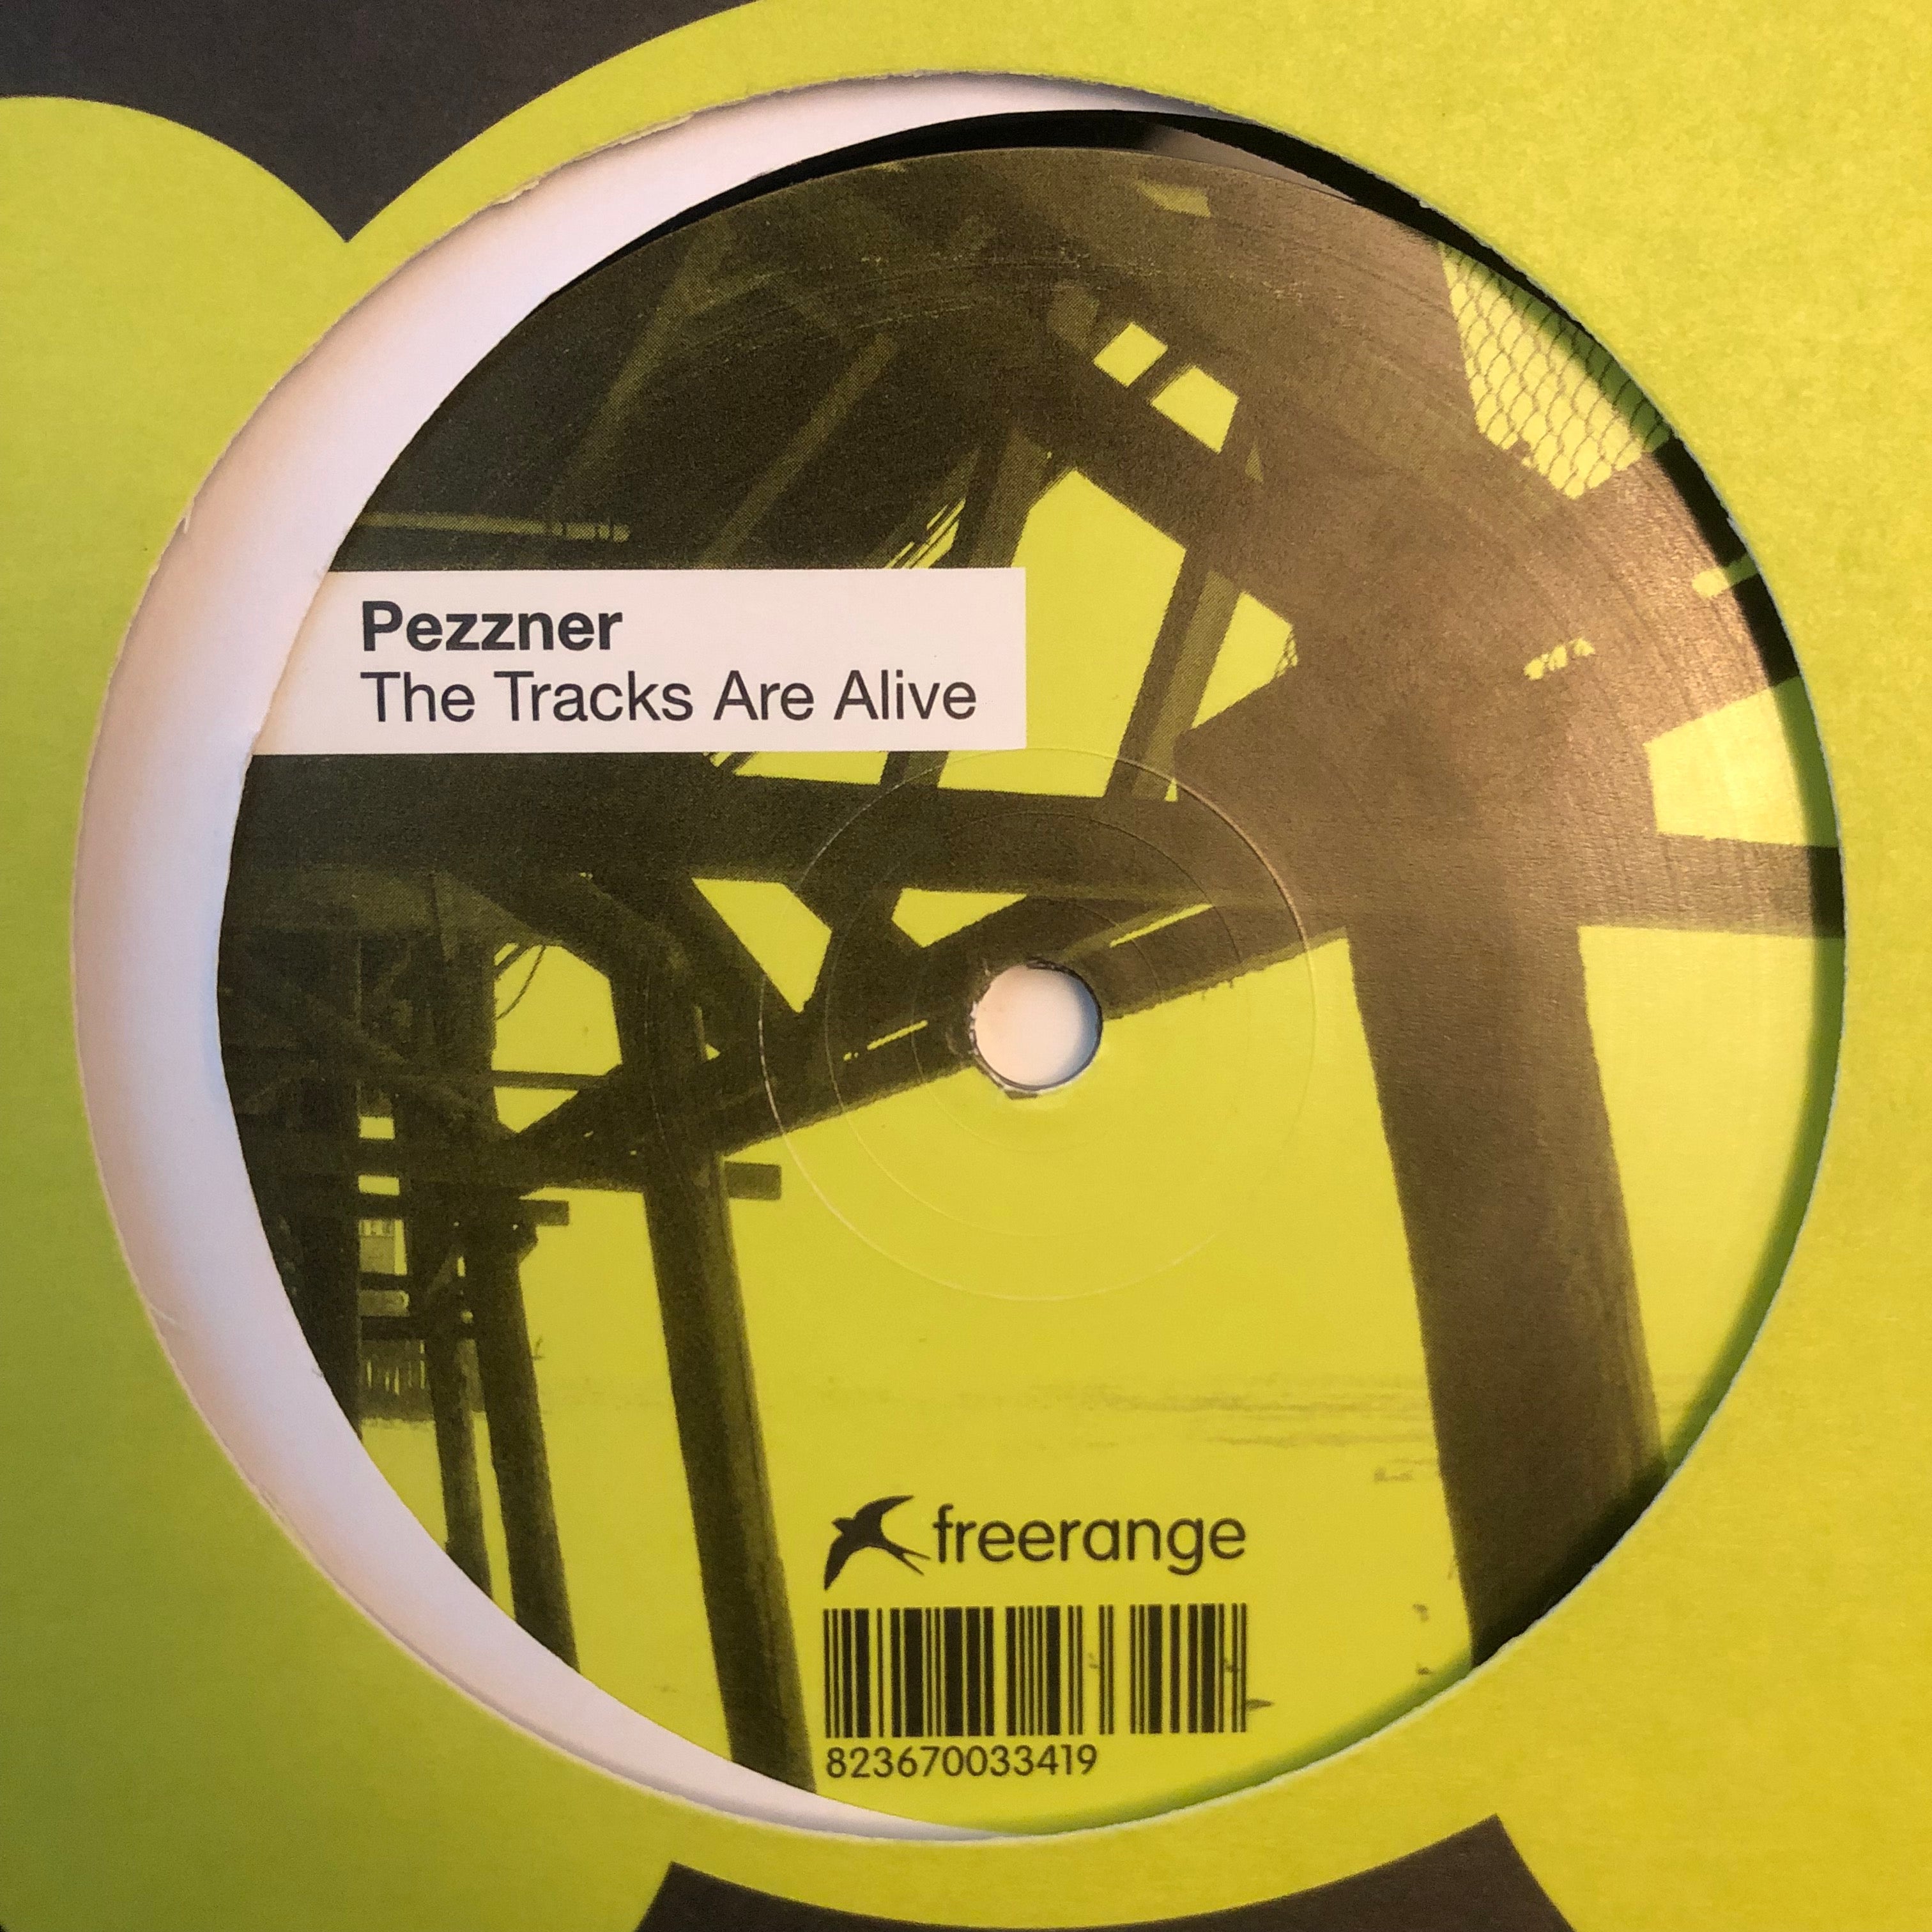 Pezzner
The Tracks Are Alive
freerange
823670033419